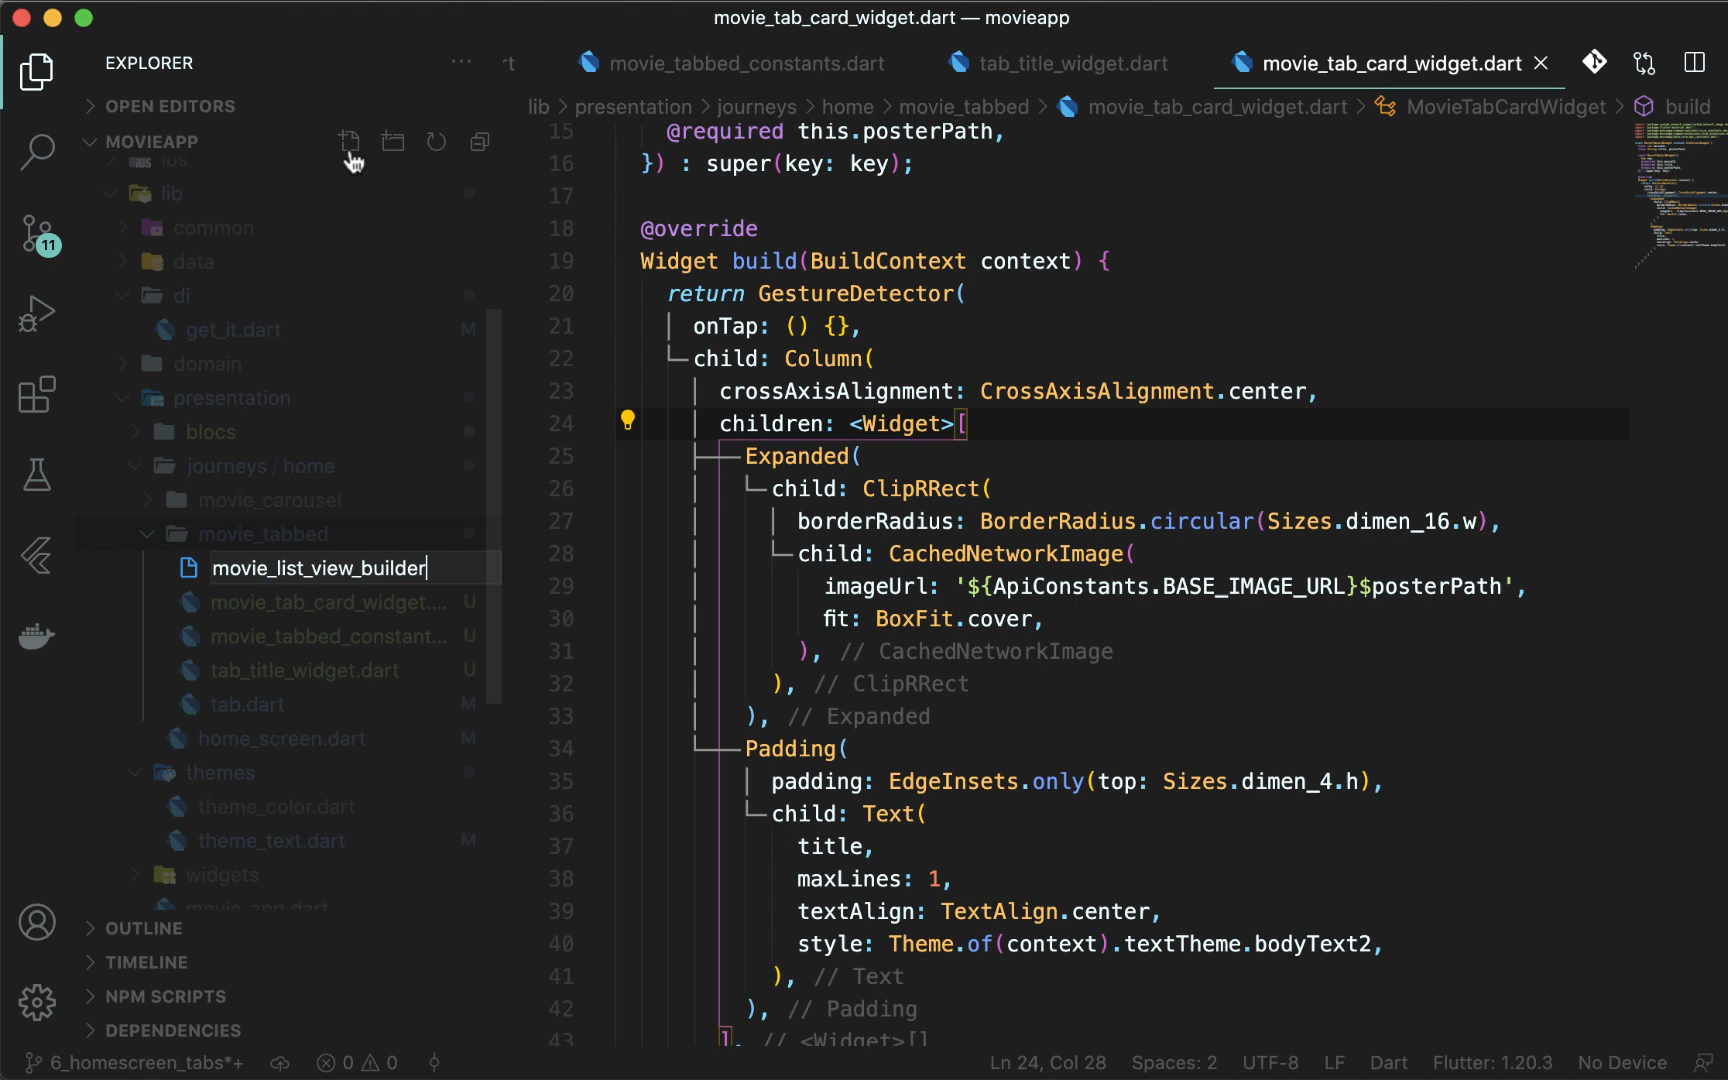 movie_tab_card_widget.dart — movieapp
EXPLORER
rt
movie_tabbed_constants.dart
tab_title_widget.dart
movie_tab_card_widget.dart
OPEN EDITORS
lib > presentation > journeys > home > movie_tabbed > movie_tab_card_widget.dart > MovieTabCardWidget > build
MOVIEAPP
ios
lib
common
data
di
get_it.dart M
domain
presentation
blocs
journeys / home
movie_carousel
movie_tabbed
movie_list_view_builder
movie_tab_card_widget.... U
movie_tabbed_constant... U
tab_title_widget.dart U
tab.dart M
home_screen.dart M
themes
theme_color.dart
theme_text.dart M
widgets
movie_app.dart
OUTLINE
TIMELINE
NPM SCRIPTS
DEPENDENCIES
11
15 @required this.posterPath,
16 }) : super(key: key);
17
18 @override
19 Widget build(BuildContext context) {
20 return GestureDetector(
21 onTap: () {},
22 child: Column(
23 crossAxisAlignment: CrossAxisAlignment.center,
24 children: <Widget>[
25 Expanded(
26 child: ClipRRect(
27 borderRadius: BorderRadius.circular(Sizes.dimen_16.w),
28 child: CachedNetworkImage(
29 imageUrl: '${ApiConstants.BASE_IMAGE_URL}$posterPath',
30 fit: BoxFit.cover,
31 ), // CachedNetworkImage
32 ), // ClipRRect
33 ), // Expanded
34 Padding(
35 padding: EdgeInsets.only(top: Sizes.dimen_4.h),
36 child: Text(
37 title,
38 maxLines: 1,
39 textAlign: TextAlign.center,
40 style: Theme.of(context).textTheme.bodyText2,
41 ), // Text
42 ), // Padding
43 ], // <Widget>[]
6_homescreen_tabs*+ 0 0 Ln 24, Col 28 Spaces: 2 UTF-8 LF Dart Flutter: 1.20.3 No Device